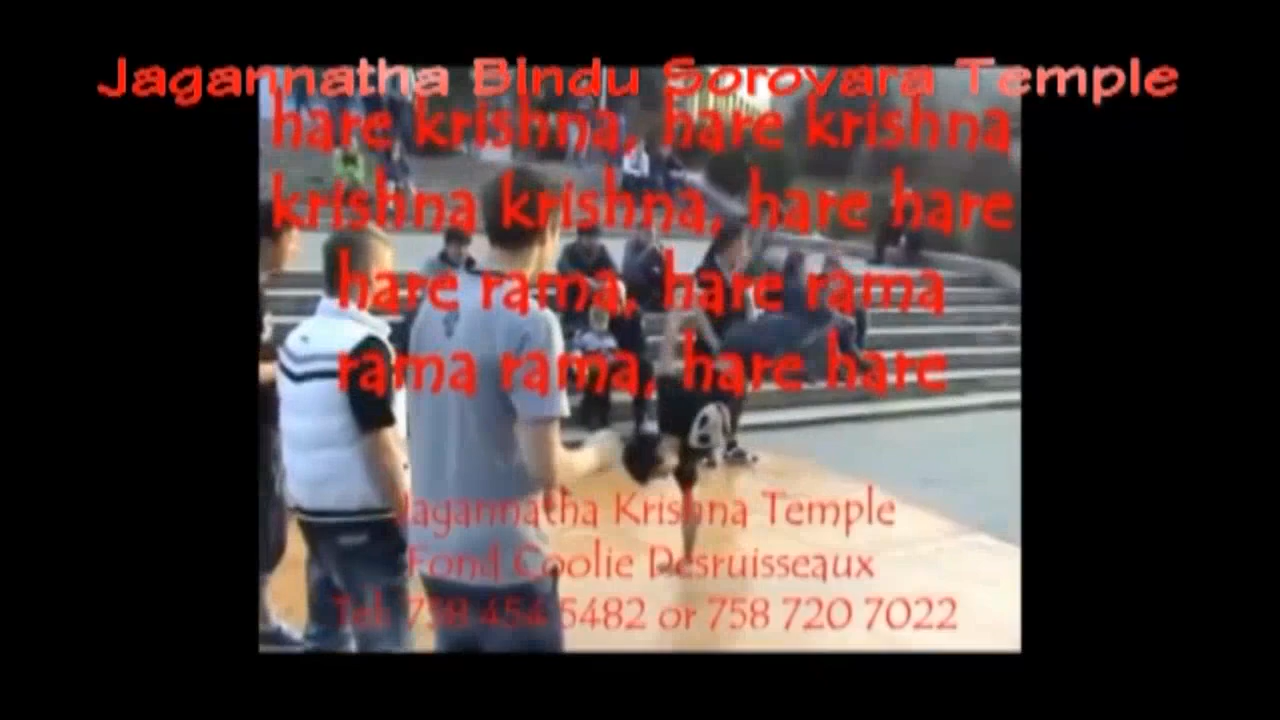 Jagannatha Bindu Sorovara Temple
hare krishna, hare krishna
krishna krishna, hare hare
hare rama, hare rama
rama rama, hare hare
Jagannatha Krishna Temple
Fond Coolie Desruisseaux
Tel: 758 454 5482 or 758 720 7022